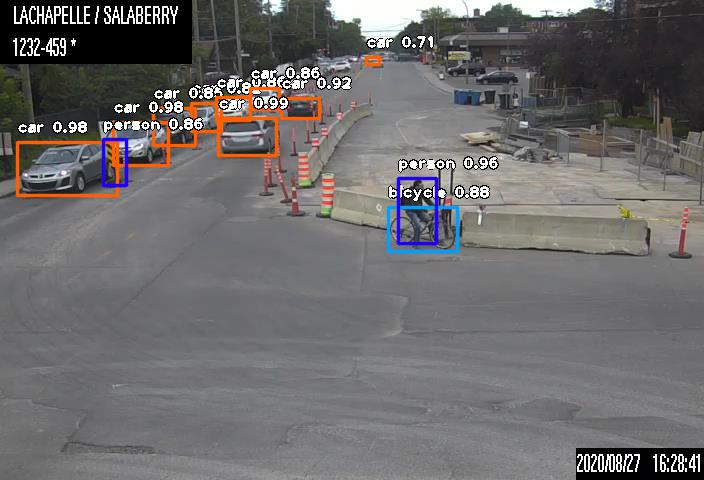 LACHAPELLE / SALABERRY
1232-459 *
car 0.71
car 0.86
car 0.92
car 0.99
car 0.98
car 0.98
person 0.86
person 0.96
bicycle 0.88
2020/08/27 16:28:41